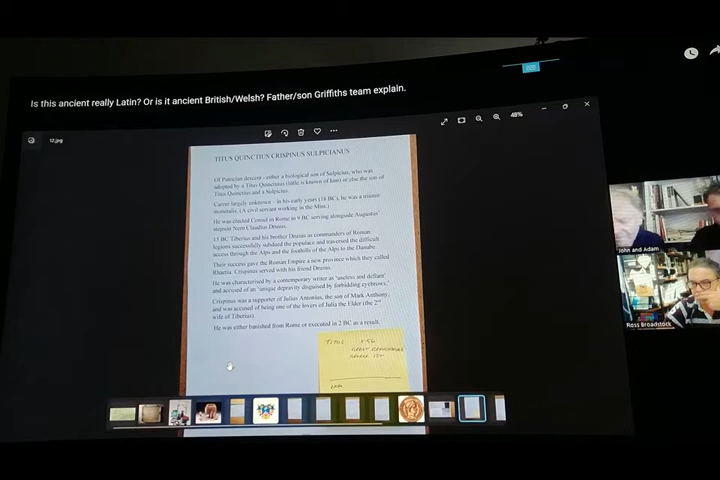 Is this ancient really Latin? Or is it ancient British/Welsh? Father/son Griffiths team explain.
12.jpg
48%
TITUS QUINCTIUS CRISPINUS SULPICIANUS
Of Patrician descent - either a biological son of Sulpicius, who was
adopted by a Titus Quinctius (little is known of him) or else the son of
Titus Quinctius and a Sulpicia.
Career largely unknown - in his early years (18 BC), he was a triumvir
monetalis. (A civil servant working in the Mint.)
He was elected Consul in Rome in 9 BC serving alongside Augustus'
stepson Nero Claudius Drusus.
15 BC Tiberius and his brother Drusus as commanders of Roman
legions successfully subdued the populace and traversed the difficult
access through the Alps and the foothills of the Alps to the Danube.
Their success gave the Roman Empire a new province which they called
Rhaetia. Crispinus served with his friend Drusus.
He was characterised by a contemporary writer as 'useless and defiant'
and accused of an 'unique depravity disguised by forbidding eyebrows.'
Crispinus was a supporter of Julius Antonius, the son of Mark Anthony,
and was accused of being one of the lovers of Julia the Elder (the 2nd
wife of Tiberius).
He was either banished from Rome or executed in 2 BC as a result.
TITUS
GREAT
John and Adam
Ross Broadstock